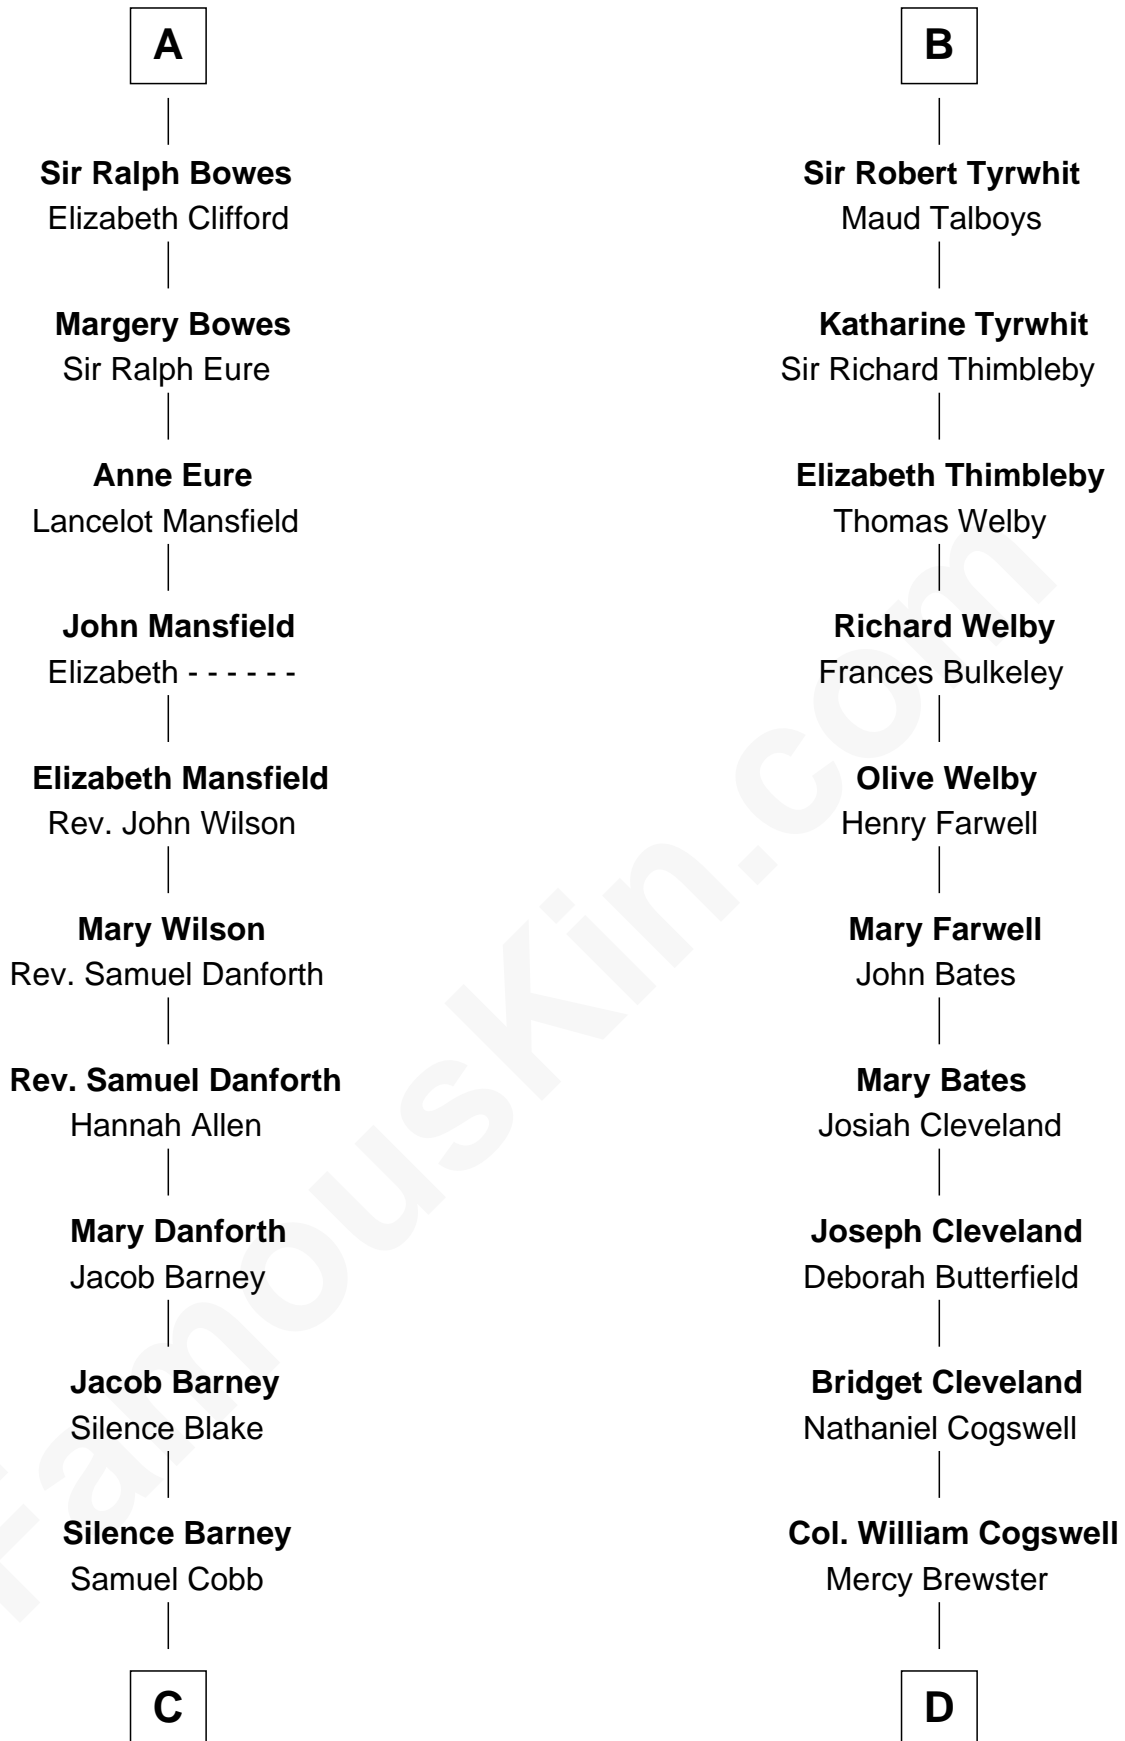 A
Sir Ralph Bowes
Elizabeth Clifford
Margery Bowes
Sir Ralph Eure
Anne Eure
Lancelot Mansfield
John Mansfield
Elizabeth - - - - - -
Elizabeth Mansfield
Rev. John Wilson
Mary Wilson
Rev. Samuel Danforth
Rev. Samuel Danforth
Hannah Allen
Mary Danforth
Jacob Barney
Jacob Barney
Silence Blake
Silence Barney
Samuel Cobb
C
B
Sir Robert Tyrwhit
Maud Talboys
Katharine Tyrwhit
Sir Richard Thimbleby
Elizabeth Thimbleby
Thomas Welby
Richard Welby
Frances Bulkeley
Olive Welby
Henry Farwell
Mary Farwell
John Bates
Mary Bates
Josiah Cleveland
Joseph Cleveland
Deborah Butterfield
Bridget Cleveland
Nathaniel Cogswell
Col. William Cogswell
Mercy Brewster
D
FamousKin.com